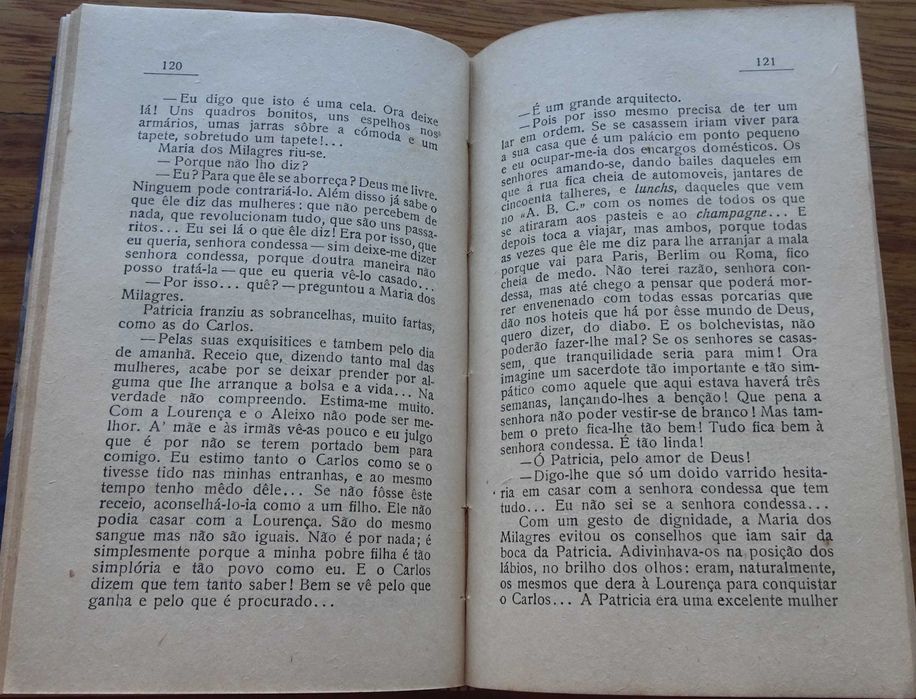 120
— Eu digo que isto é uma cela. Ora deixe
lá! Uns quadros bonitos, uns espelhos nos
armários, umas jarras sôbre a cómoda e um
tapete, sobretudo um tapete!...
Maria dos Milagres riu-se.
— Porque não lho diz?
— Eu? Para que êle se aborreça? Deus me livre.
Ninguem pode contrariá-lo. Além disso já sabe o
que êle diz das mulheres: que não percebem de
nada, que revolucionam tudo, que são uns passa-
ritos... Eu sei lá o que êle diz! Era por isso, que
eu queria, senhora condessa — sim deixe-me dizer
senhora condessa, porque doutra maneira não
posso tratá-la — que eu queria vê-lo casado...
— Por isso... quê? — preguntou a Maria dos
Milagres.
Patricia franziu as sobrancelhas, muito fartas,
como as do Carlos.
— Pelas suas exquisitices e tambem pelo dia
de amanhã. Receio que, dizendo tanto mal das
mulheres, acabe por se deixar prender por al-
guma que lhe arranque a bolsa e a vida... Na
verdade não compreendo. Estima-me muito.
Com a Lourença e o Aleixo não pode ser me-
lhor. A' mãe e às irmãs vê-as pouco e eu julgo
que é por não se terem portado bem para
comigo. Eu estimo tanto o Carlos como se o
tivesse tido nas minhas entranhas, e ao mesmo
tempo tenho mêdo dêle... Se não fôsse êste
receio, aconselhá-lo-ia como a um filho. Ele não
podia casar com a Lourença. São do mesmo
sangue mas não são iguais. Não é por nada; é
simplesmente porque a minha pobre filha é tão
simplória e tão povo como eu. E o Carlos
dizem que tem tanto saber! Bem se vê pelo que
ganha e pelo que é procurado...
121
— É um grande arquitecto.
— Pois por isso mesmo precisa de ter um
lar em ordem. Se se casassem iriam viver para
a sua casa que é um palácio em ponto pequeno
e eu ocupar-me-ia dos encargos domésticos. Os
senhores amando-se, dando bailes daqueles em
que a rua fica cheia de automoveis, jantares de
cincoenta talheres, e lunchs, daqueles que vem
no «A. B. C.» com os nomes de todos os que
se atiraram aos pasteis e ao champagne... E
depois toca a viajar, mas ambos, porque todas
as vezes que êle me diz para lhe arranjar a mala
porque vai para Paris, Berlim ou Roma, fico
cheia de medo. Não terei razão, senhora con-
dessa, mas até chego a pensar que poderá mor-
rer envenenado com todas essas porcarias que
dão nos hoteis que há por êsse mundo de Deus,
quero dizer, do diabo. E os bolchevistas, não
poderão fazer-lhe mal? Se os senhores se casas-
sem, que tranquilidade seria para mim! Ora
imagine um sacerdote tão importante e tão sim-
pático como aquele que aqui estava haverá três
semanas, lançando-lhes a benção! Que pena a
senhora não poder vestir-se de branco! Mas tam-
bem o preto fica-lhe tão bem! Tudo fica bem à
senhora condessa. É tão linda!
— Ó Patricia, pelo amor de Deus!
— Digo-lhe que só um doido varrido hesita-
ria em casar com a senhora condessa que tem
tudo... Eu não sei se a senhora condessa...
Com um gesto de dignidade, a Maria dos
Milagres evitou os conselhos que iam sair da
boca da Patricia. Adivinhava-os na posição dos
lábios, no brilho dos olhos: eram, naturalmente,
os mesmos que dera à Lourença para conquistar
o Carlos... A Patricia era uma excelente mulher